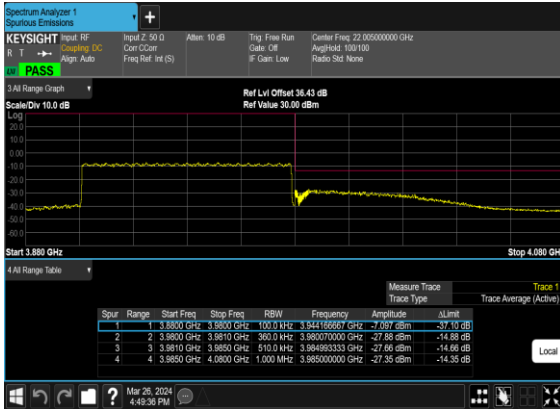 Spectrum Analyzer 1
Spurious Emissions
+
KEYSIGHT Input: RF Input Z: 50 Ω Atten: 10 dB Trig: Free Run Center Freq: 22.005000000 GHz
R T Coupling: DC Corr CCorr Gate: Off Avg|Hold: 100/100
Align: Auto Freq Ref: Int (S) IF Gain: Low Radio Std: None
PASS
3 All Range Graph
Ref Lvl Offset 36.43 dB
Scale/Div 10.0 dB Ref Value 30.00 dBm
Log
20.0
10.0
0.00
-10.0
-20.0
-30.0
-40.0
-50.0
-60.0
Start 3.880 GHz Stop 4.080 GH
4 All Range Table
Measure Trace Trace 1
Trace Type Trace Average (Active)
Spur Range Start Freq Stop Freq RBW Frequency Amplitude ΔLimit
1 1 3.8800 GHz 3.9800 GHz 100.0 kHz 3.944166667 GHz -7.097 dBm -37.10 dB
2 2 3.9800 GHz 3.9810 GHz 360.0 kHz 3.980070000 GHz -27.88 dBm -14.88 dB
3 3 3.9810 GHz 3.9850 GHz 510.0 kHz 3.984993333 GHz -27.66 dBm -14.66 dB
4 4 3.9850 GHz 4.0800 GHz 1.000 MHz 3.985000000 GHz -27.35 dBm -14.35 dB
Local
? Mar 26, 2024
4:49:36 PM